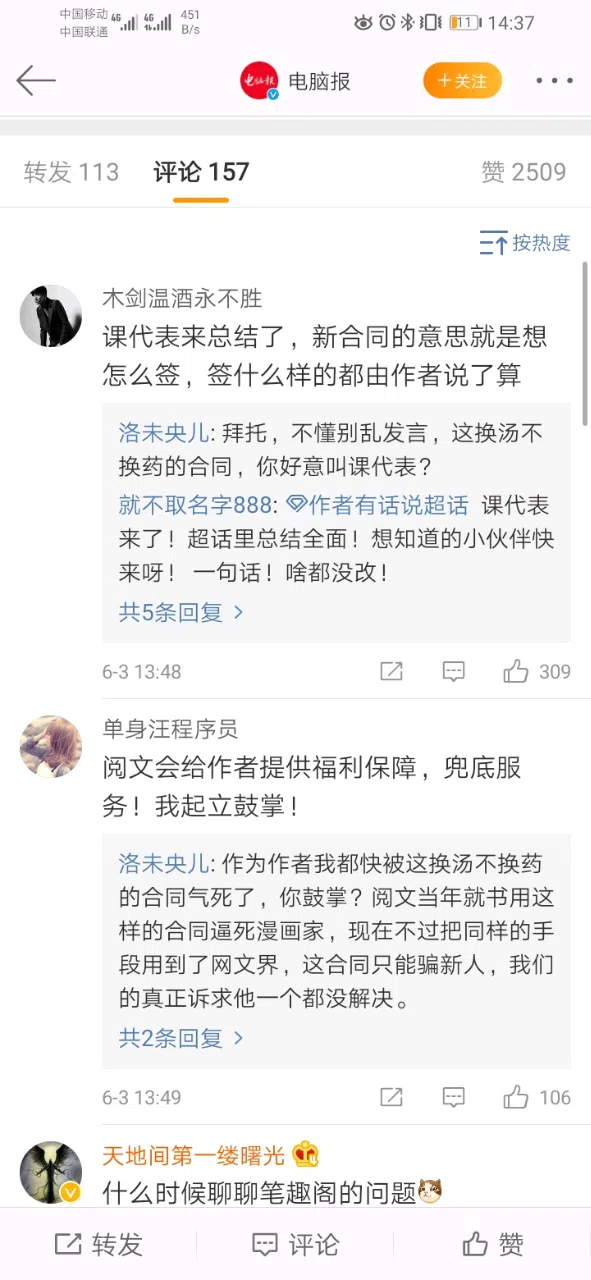 中国移动 4G 4G 451
中国联通 B/s
11 14:37
电脑报 电脑报 +关注
转发 113 评论 157 赞 2509
按热度
木剑温酒永不胜
课代表来总结了，新合同的意思就是想
怎么签，签什么样的都由作者说了算
洛未央儿: 拜托，不懂别乱发言，这换汤不
换药的合同，你好意叫课代表？
就不取名字888: 作者有话说超话 课代表
来了！超话里总结全面！想知道的小伙伴快
来呀！ 一句话！啥都没改！
共5条回复 >
6-3 13:48 309
单身汪程序员
阅文会给作者提供福利保障，兜底服
务！我起立鼓掌！
洛未央儿: 作为作者我都快被这换汤不换药
的合同气死了，你鼓掌？阅文当年就书用这
样的合同逼死漫画家，现在不过把同样的手
段用到了网文界，这合同只能骗新人，我们
的真正诉求他一个都没解决。
共2条回复 >
6-3 13:49 106
天地间第一缕曙光
什么时候聊聊笔趣阁的问题
转发 评论 赞